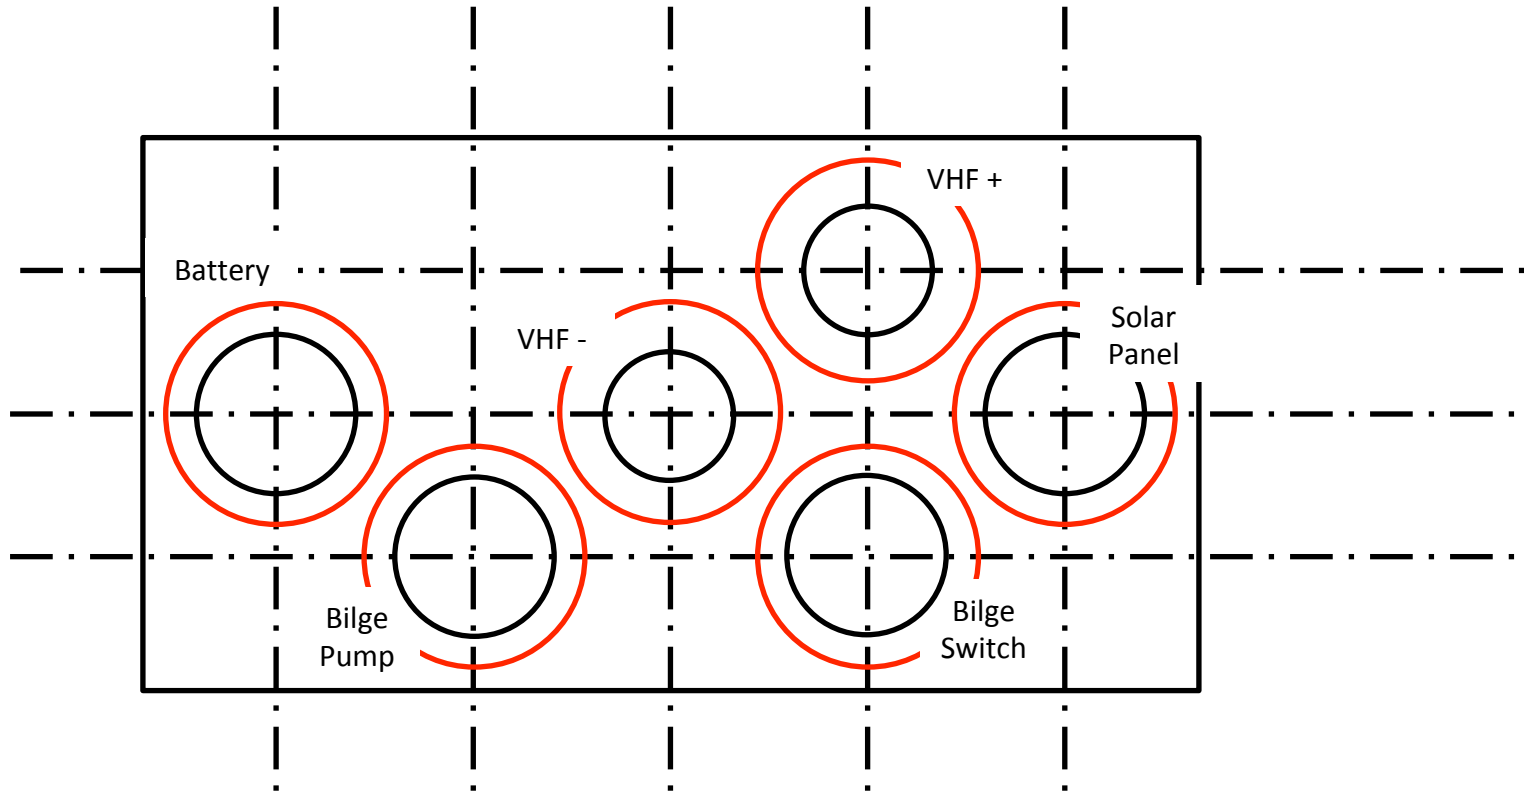 VHF +
Battery
Solar
Panel
VHF -
Bilge
Pump
Bilge
Switch